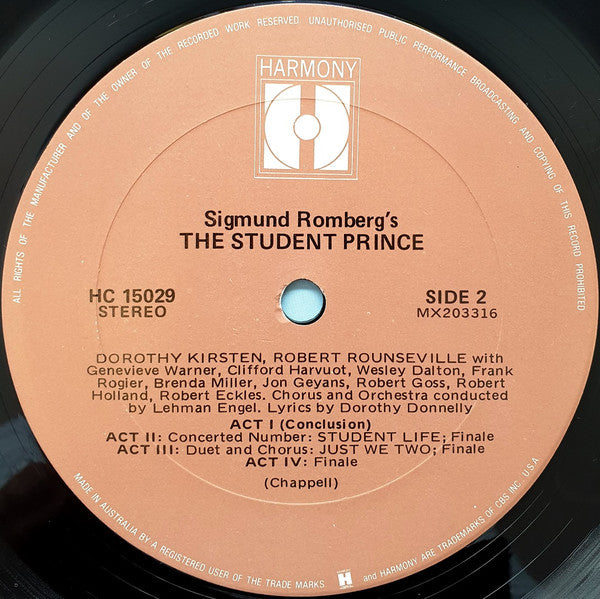 ALL RIGHTS OF THE MANUFACTURER AND OF THE OWNER OF THE RECORDED WORK RESERVED UNAUTHORISED PUBLIC PERFORMANCE BROADCASTING AND COPYING OF THIS RECORD PROHIBITED
HARMONY
H
Sigmund Romberg's
THE STUDENT PRINCE
HC 15029
STEREO
SIDE 2
MX203316
DOROTHY KIRSTEN, ROBERT ROUNSEVILLE with
Genevieve Warner, Clifford Harvuot, Wesley Dalton, Frank
Rogier, Brenda Miller, Jon Geyans, Robert Goss, Robert
Holland, Robert Eckles. Chorus and Orchestra conducted
by Lehman Engel. Lyrics by Dorothy Donnelly
ACT I (Conclusion)
ACT II: Concerted Number: STUDENT LIFE; Finale
ACT III: Duet and Chorus: JUST WE TWO; Finale
ACT IV: Finale
(Chappell)
MADE IN AUSTRALIA BY A REGISTERED USER OF THE TRADE MARKS H and HARMONY ARE TRADEMARKS OF CBS INC. U.S.A